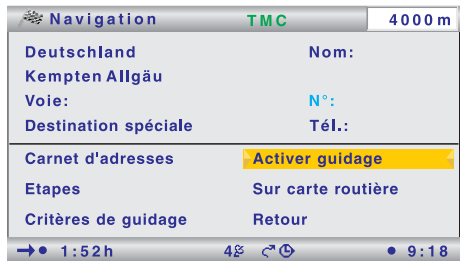 Navigation TMC 4000 m
Deutschland Nom:
Kempten Allgäu
Voie: N°:
Destination spéciale Tél.:
Carnet d'adresses Activer guidage
Etapes Sur carte routière
Critères de guidage Retour
1:52h 4 9:18